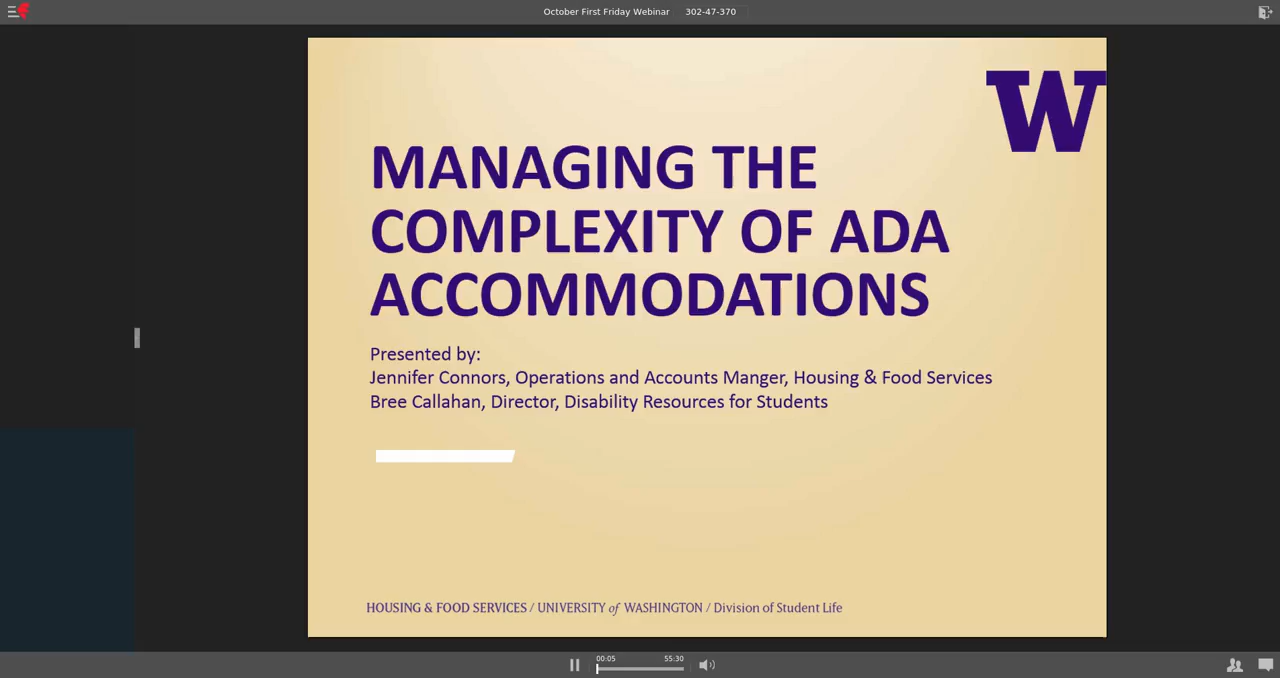 October First Friday Webinar 302-47-370
W
MANAGING THE
COMPLEXITY OF ADA
ACCOMMODATIONS
Presented by:
Jennifer Connors, Operations and Accounts Manger, Housing & Food Services
Bree Callahan, Director, Disability Resources for Students
HOUSING & FOOD SERVICES / UNIVERSITY of WASHINGTON / Division of Student Life
00:05 55:30